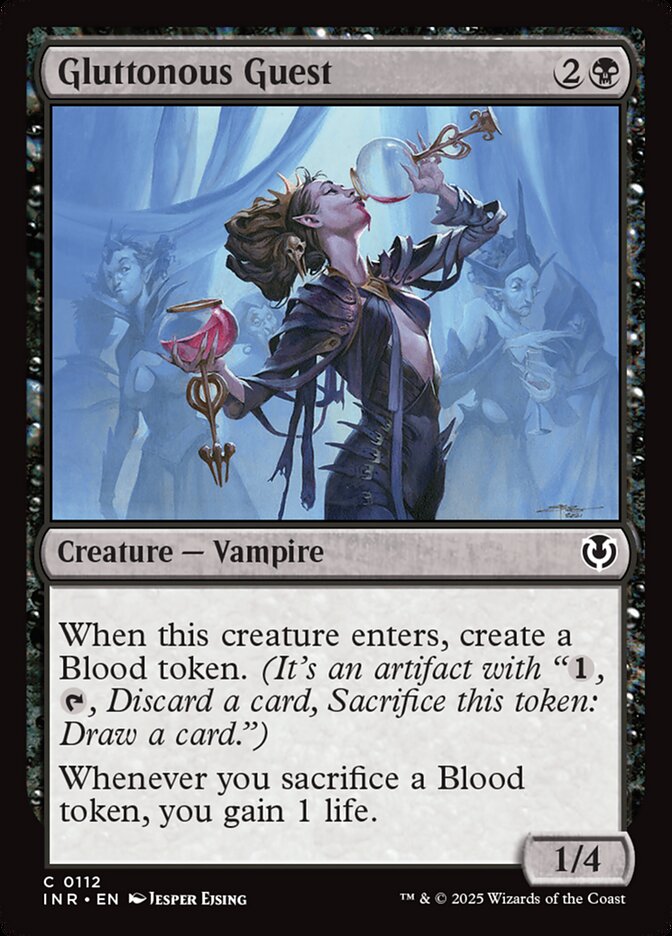 Gluttonous Guest 2
Creature — Vampire
When this creature enters, create a
Blood token. (It's an artifact with “1,
, Discard a card, Sacrifice this token:
Draw a card.”)
Whenever you sacrifice a Blood
token, you gain 1 life.
1/4
C 0112
INR • EN Jesper Ejsing
™ & © 2025 Wizards of the Coast